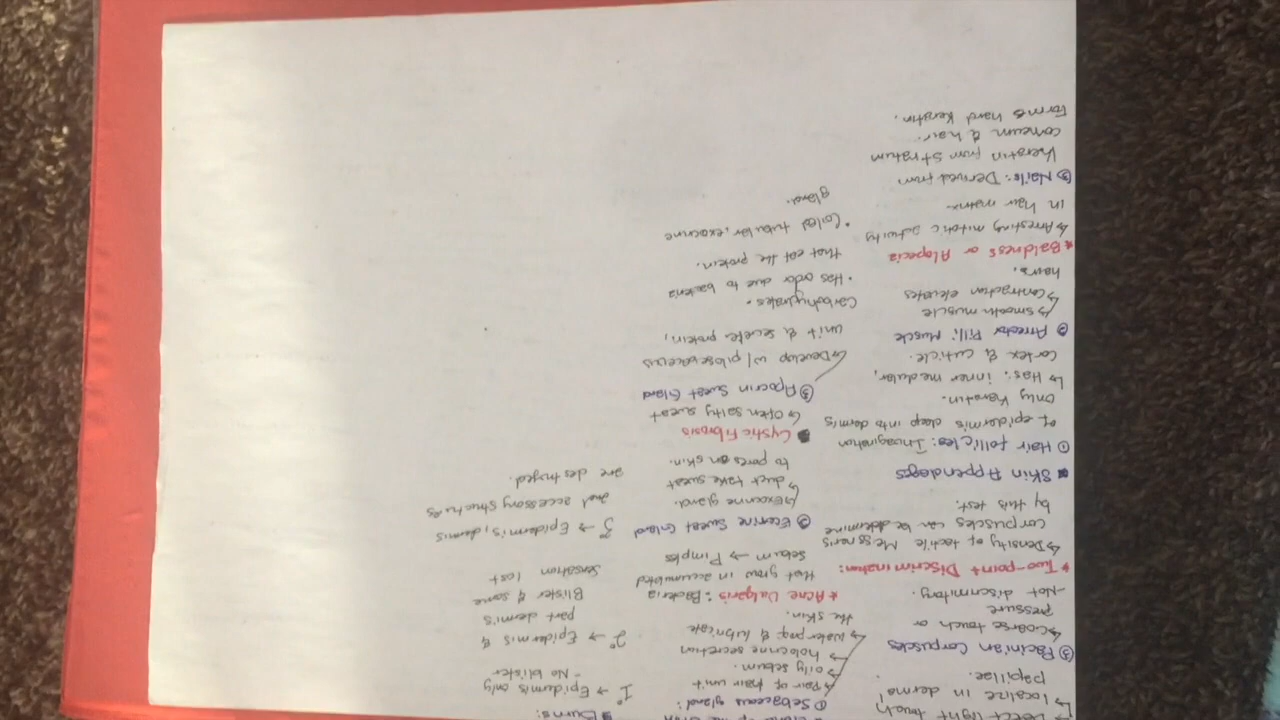 light touch
→ localize in dermal
papillae.
③ Pacinian Corpuscles
→ Coarse touch or
pressure
- Not discrimitory.
* Two-point Discrimination:
→ Density of tactile Meissner's
corpuscles can be determine
by this test.
■ Skin Appendages
① Hair follicles: Invagination
of epidermis deep into dermis
only Keratin.
↳ Has: inner medular,
cortex & cuticle.
② Arrector Pili Muscle
→ smooth muscle
→ contraction elevates
hairs.
* Baldness or Alopecia
→ Arresting mitotic activity
in hair matrix
③ Nails: Derived from
Keratin from Stratum
corneum & hair.
Forms hard Keratin.
① Sebaceous gland:
→ Pair of hair unit
→ oily sebum.
→ holocrine secretion
→ waterproof & lubricate
the skin.
* Acne Vulgaris: Bacteria
that grow in accumulated
sebum → Pimples
② Eccrine Sweat Gland
→ Exocrine gland.
→ duct take sweat
to pores on skin.
Cystic Fibrosis
↳ Often salty sweat
③ Apocrin Sweat Gland
→ Develop w/ pilosebaceous
unit & secrete protein,
carbohydrates.
• Has odor due to bacteria
that eat the protein.
• Coiled tubular, exocrine
gland.
■ Burns:
1° → Epidermis only
- No blister
2° → Epidermis &
part dermis
Blister & some
sensation lost
3° → Epidermis, dermis
and accessory structures
are destroyed.